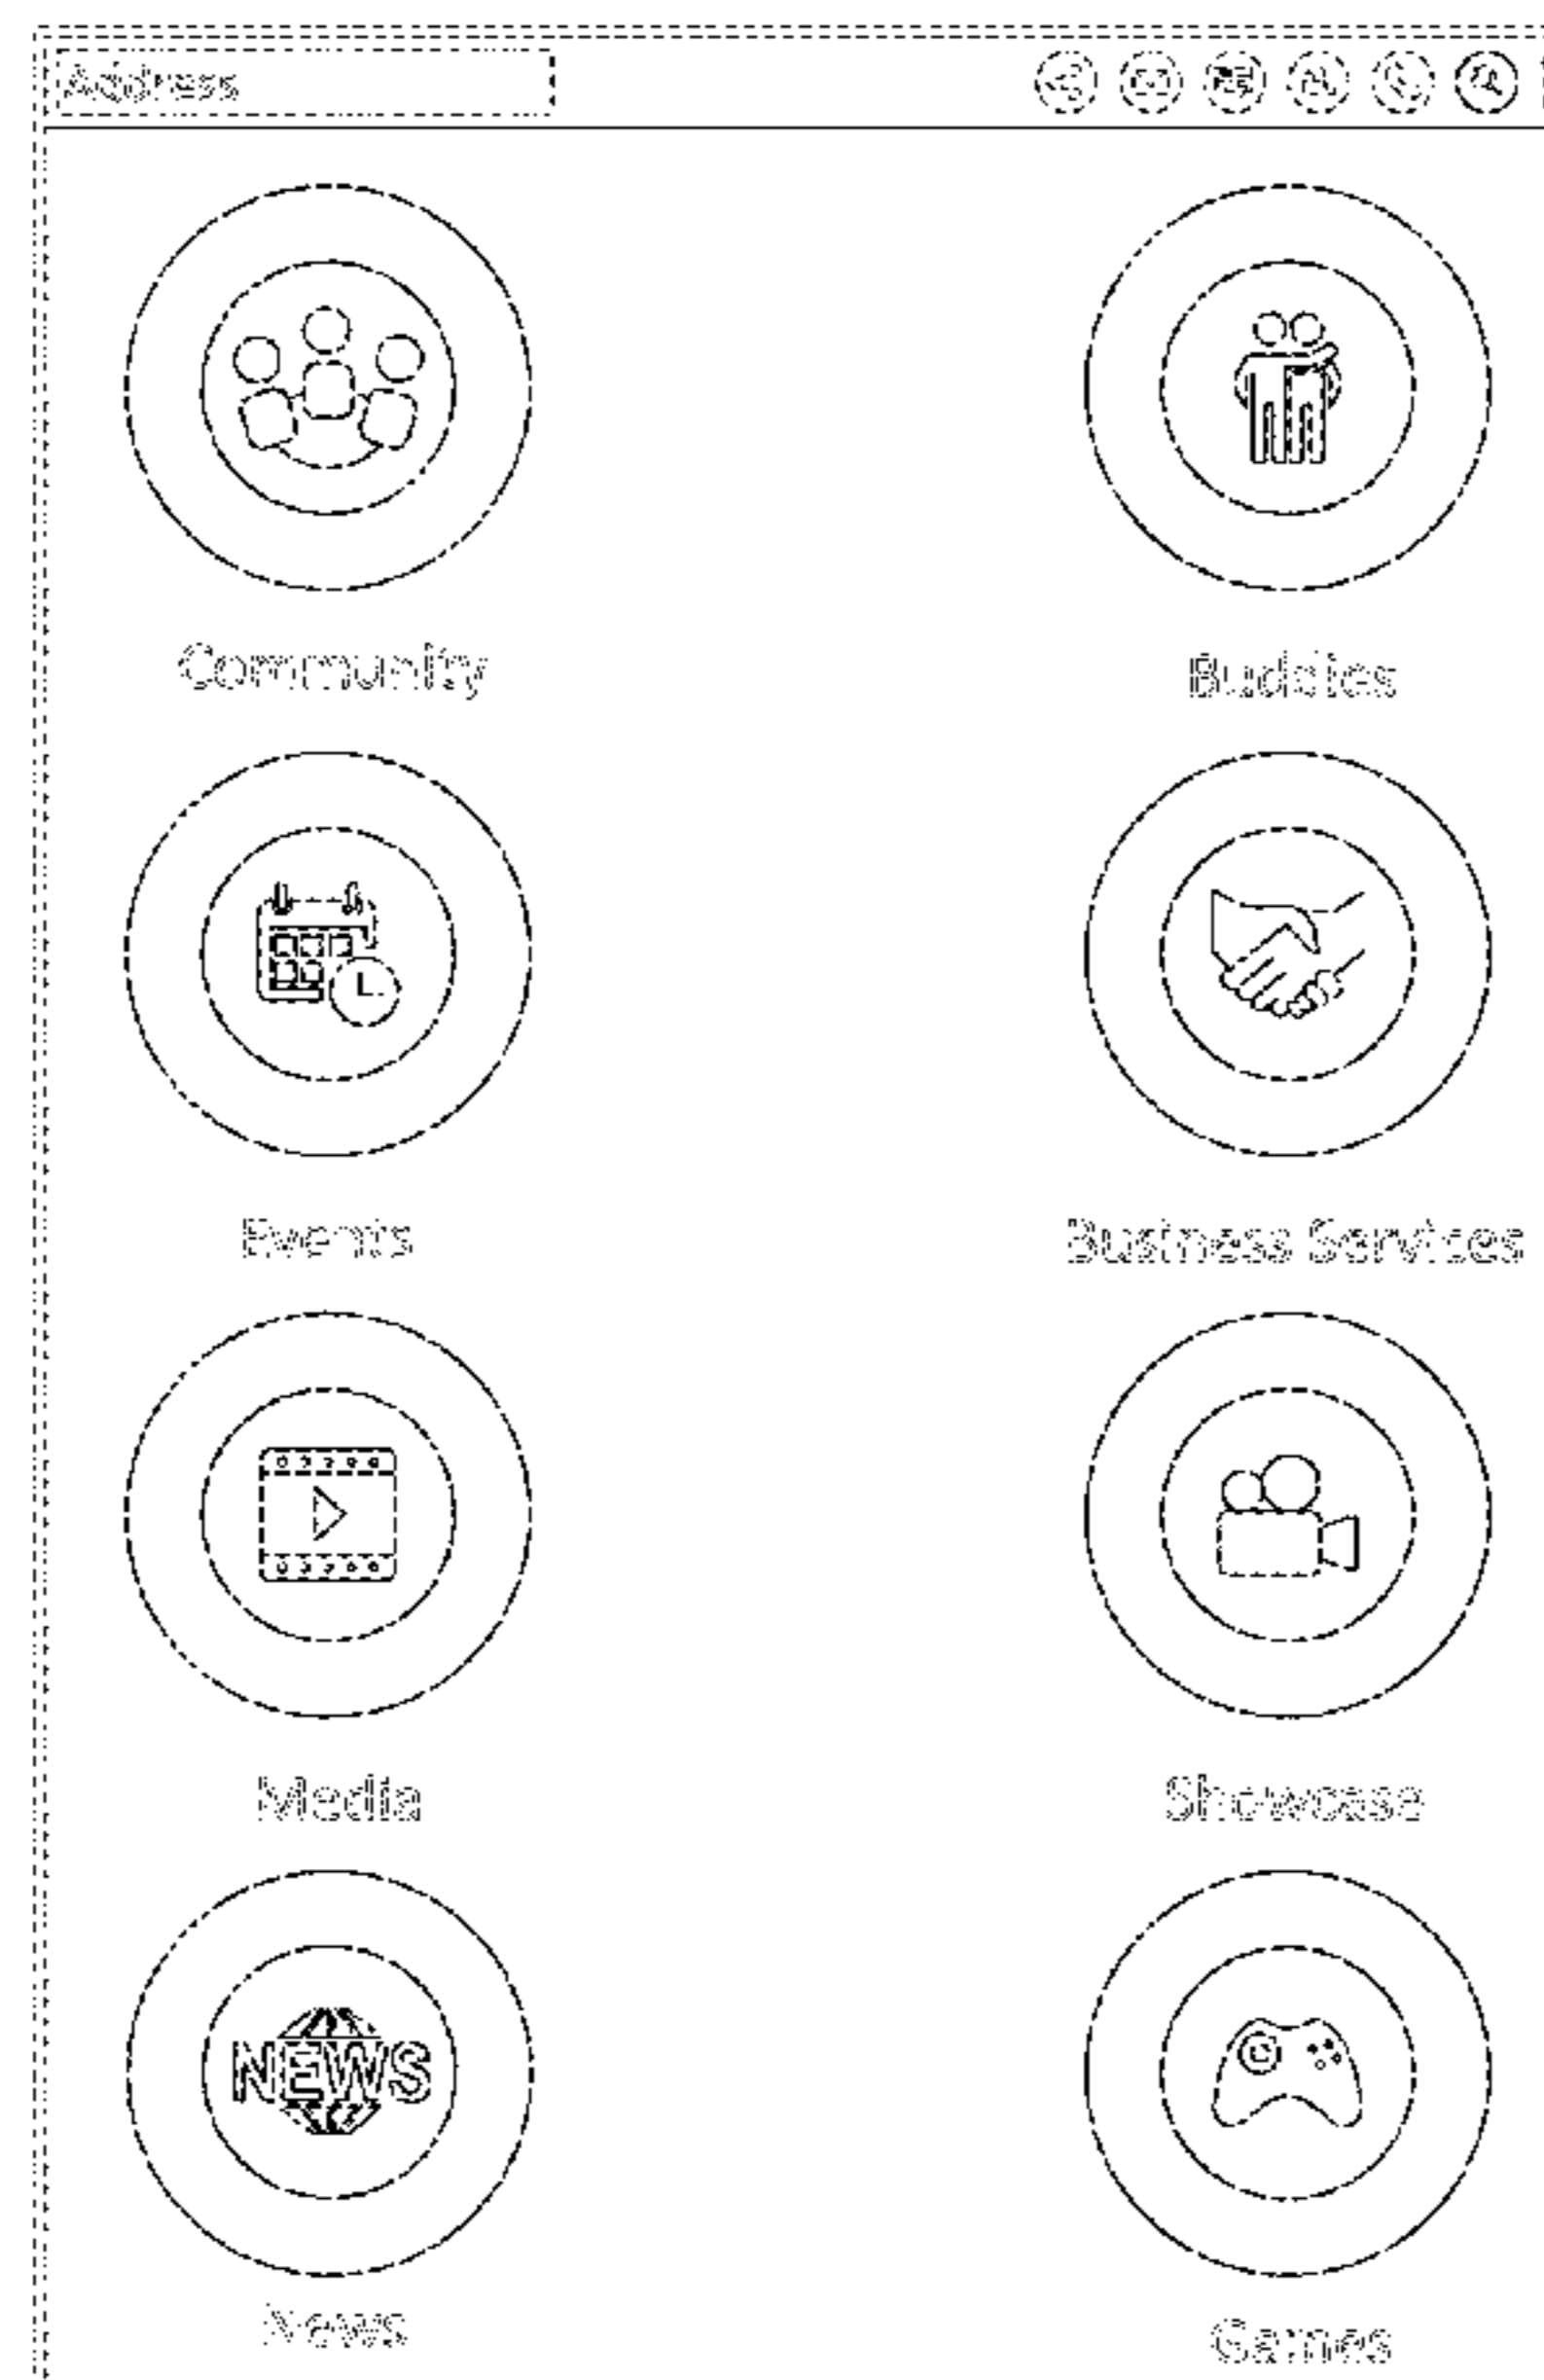 Address
Community
Buddies
Events
Business Services
Media
Showcase
NEWS
News
Games